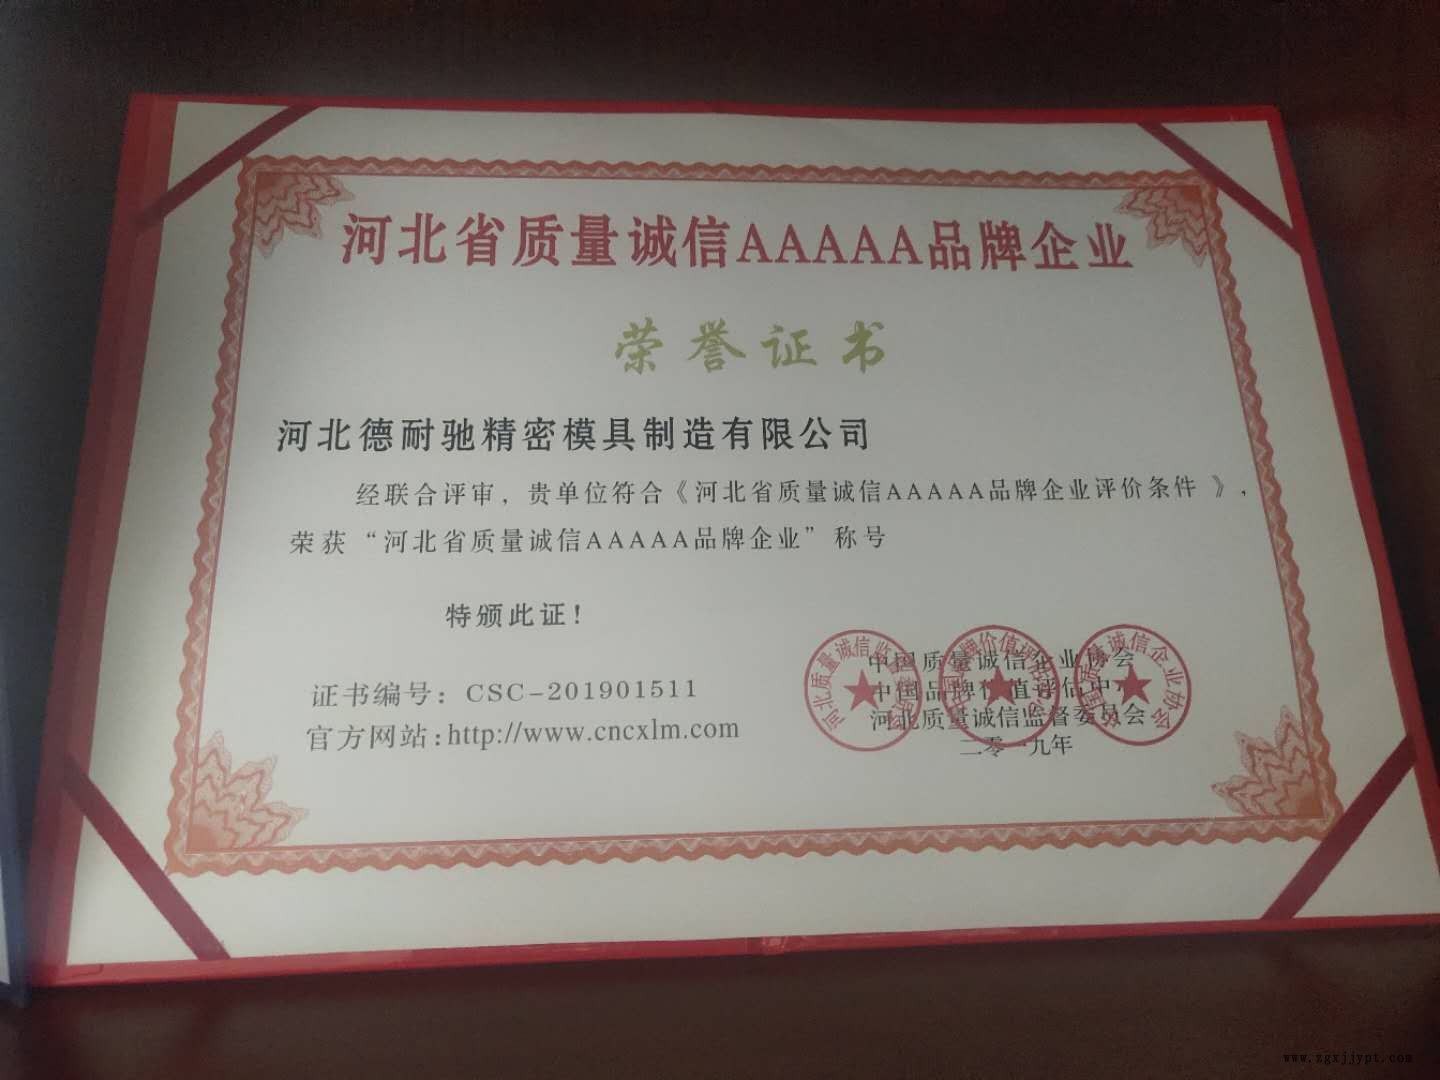 河北省质量诚信AAAAA品牌企业
荣誉证书
河北德耐驰精密模具制造有限公司
经联合评审，贵单位符合《河北省质量诚信AAAAA品牌企业评价条件 》，
荣获“河北省质量诚信AAAAA品牌企业”称号
特颁此证！
证书编号：CSC-201901511
官方网站：http://www.cncxlm.com
中国质量诚信企业协会
中国品牌价值评估中心
河北质量诚信监督委员会
二零一九年
www.zgxjjypt.com